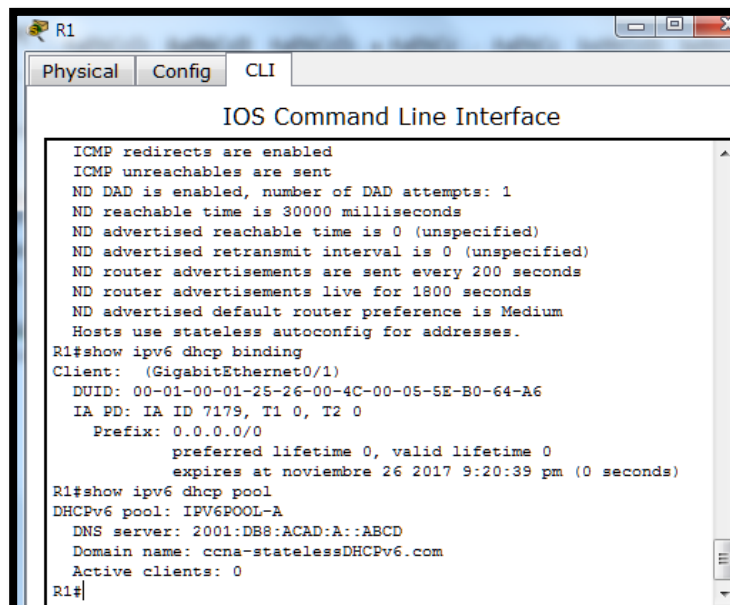 R1
Physical Config CLI
IOS Command Line Interface
ICMP redirects are enabled
ICMP unreachables are sent
ND DAD is enabled, number of DAD attempts: 1
ND reachable time is 30000 milliseconds
ND advertised reachable time is 0 (unspecified)
ND advertised retransmit interval is 0 (unspecified)
ND router advertisements are sent every 200 seconds
ND router advertisements live for 1800 seconds
ND advertised default router preference is Medium
Hosts use stateless autoconfig for addresses.
R1#show ipv6 dhcp binding
Client: (GigabitEthernet0/1)
DUID: 00-01-00-01-25-26-00-4C-00-05-5E-B0-64-A6
IA PD: IA ID 7179, T1 0, T2 0
Prefix: 0.0.0.0/0
preferred lifetime 0, valid lifetime 0
expires at noviembre 26 2017 9:20:39 pm (0 seconds)
R1#show ipv6 dhcp pool
DHCPv6 pool: IPV6POOL-A
DNS server: 2001:DB8:ACAD:A::ABCD
Domain name: ccna-statelessDHCPv6.com
Active clients: 0
R1#